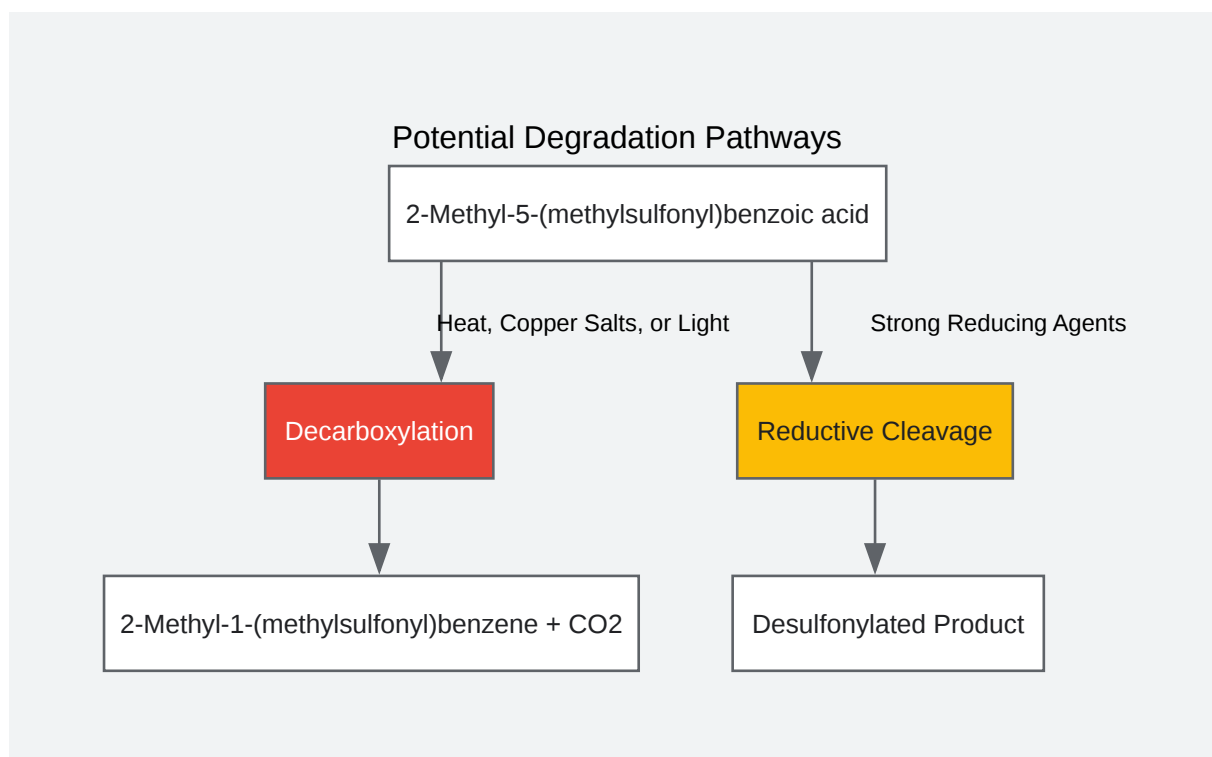 Potential Degradation Pathways
2-Methyl-5-(methylsulfonyl)benzoic acid
Heat, Copper Salts, or Light
Strong Reducing Agents
Decarboxylation
Reductive Cleavage
2-Methyl-1-(methylsulfonyl)benzene + CO2
Desulfonylated Product